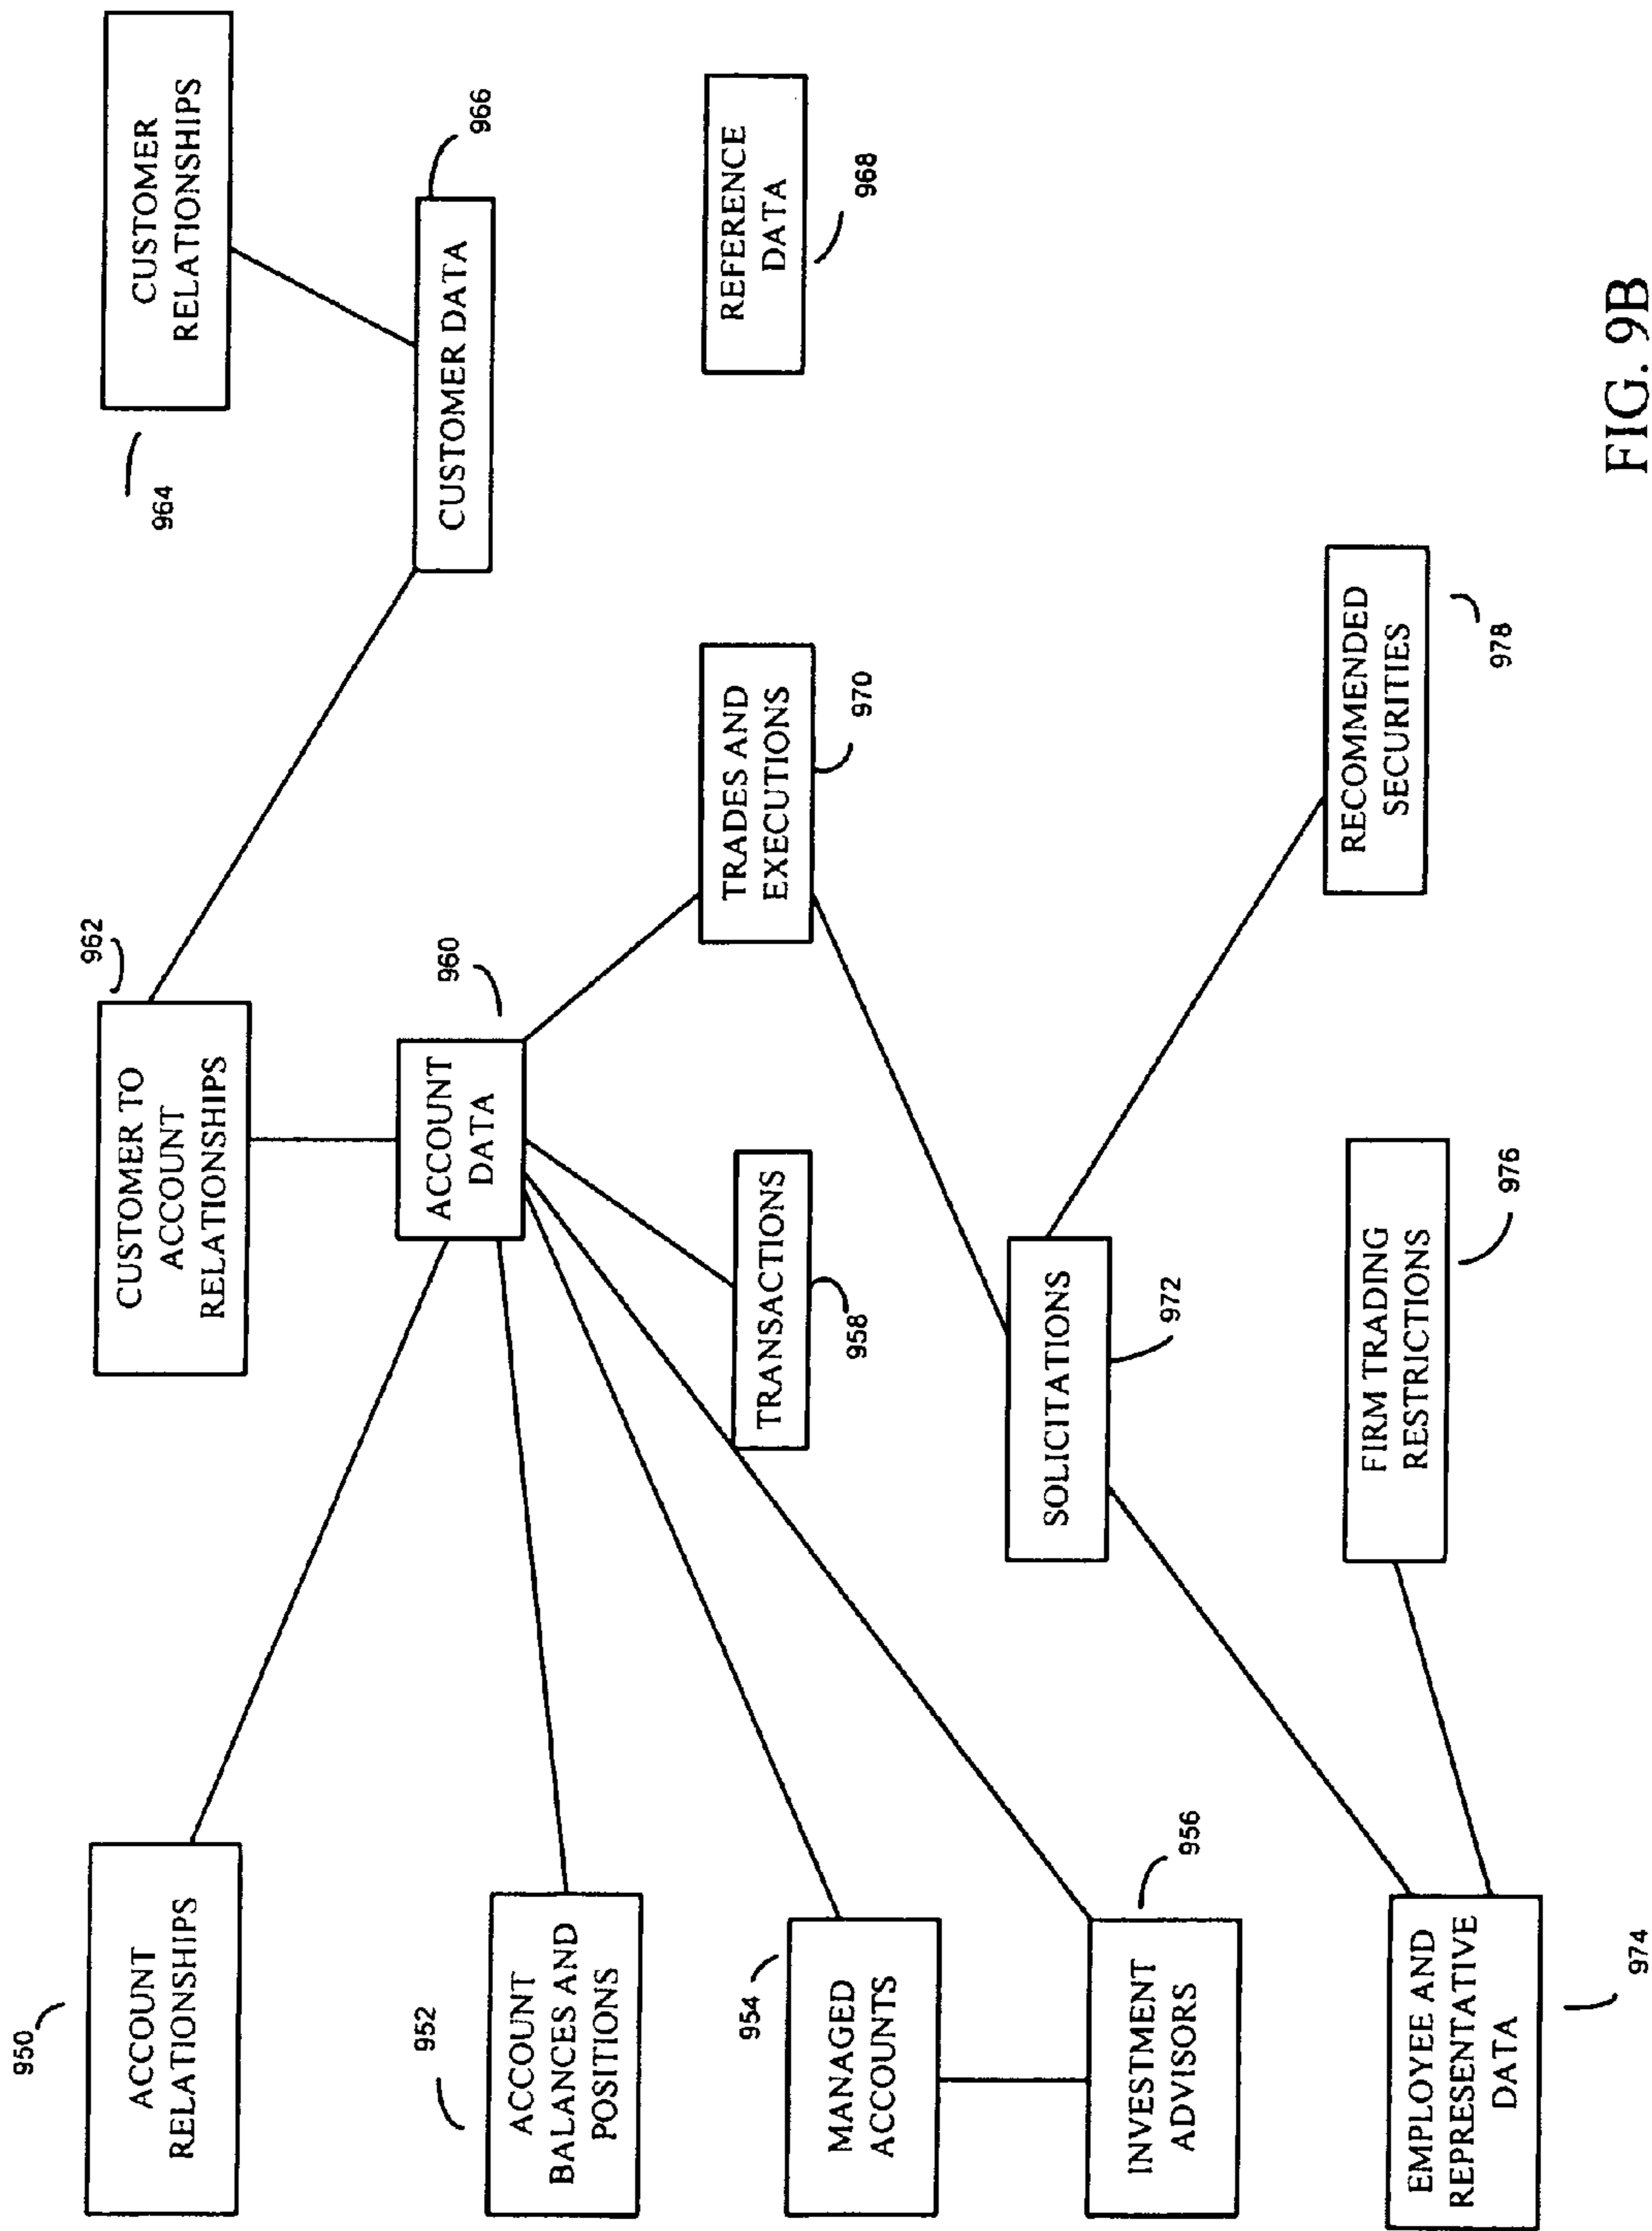 950
ACCOUNT
RELATIONSHIPS
CUSTOMER TO
ACCOUNT
RELATIONSHIPS
962
964
CUSTOMER
RELATIONSHIPS
952
ACCOUNT
BALANCES AND
POSITIONS
ACCOUNT
DATA
960
CUSTOMER DATA
966
954
MANAGED
ACCOUNTS
TRANSACTIONS
958
TRADES AND
EXECUTIONS
970
REFERENCE
DATA
968
INVESTMENT
ADVISORS
956
SOLICITATIONS
972
EMPLOYEE AND
REPRESENTATIVE
DATA
974
FIRM TRADING
RESTRICTIONS
976
RECOMMENDED
SECURITIES
978
FIG. 9B